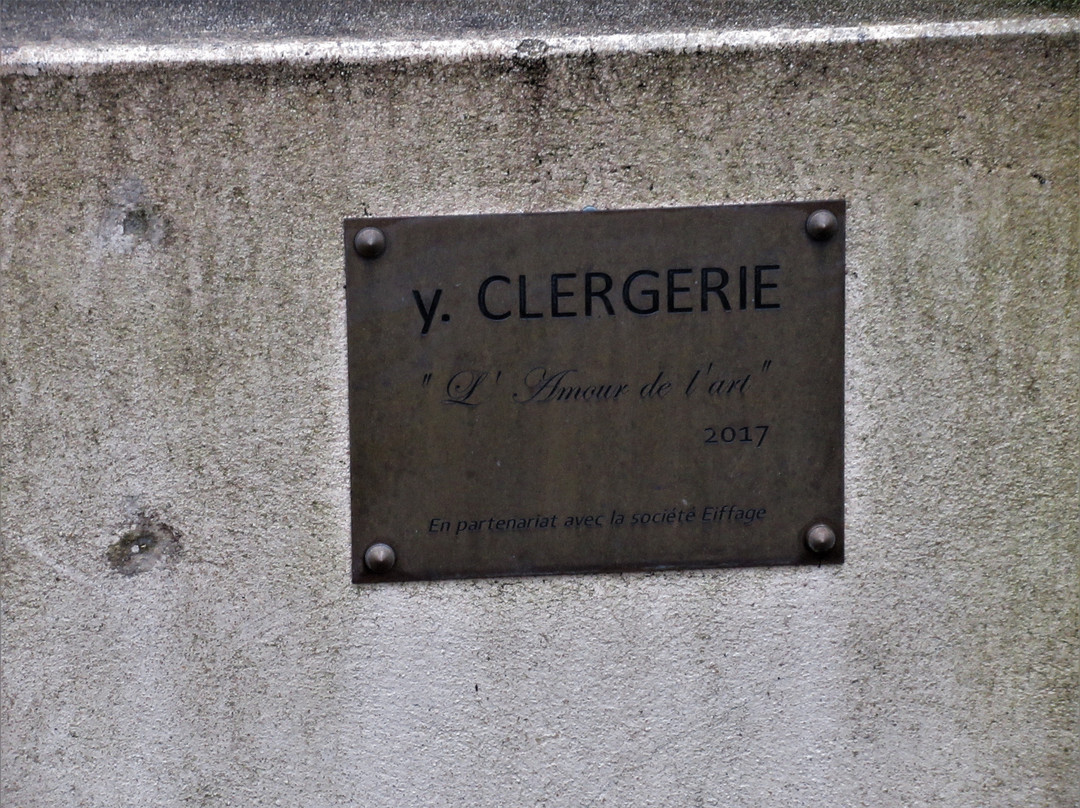 y. CLERGERIE
" L' Amour de l'art "
2017
En partenariat avec la société Eiffage